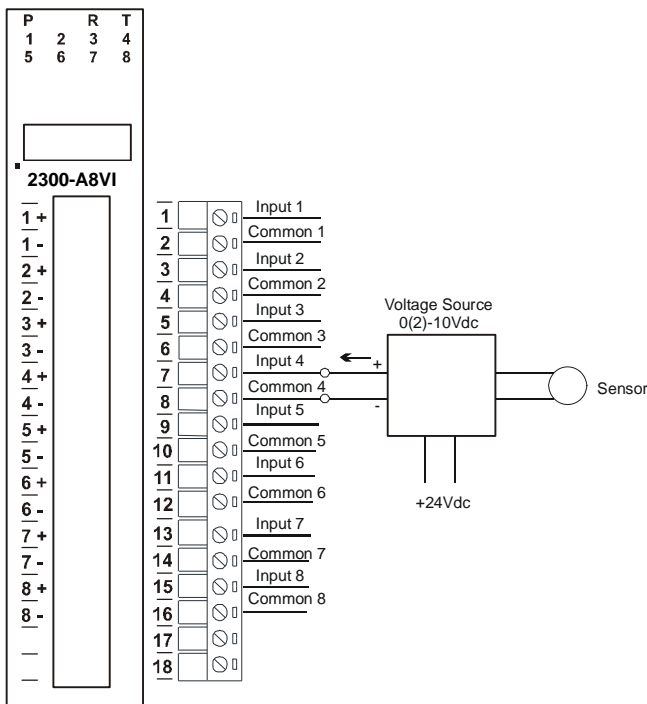 P R T
1 2 3 4
5 6 7 8
2300-A8VI
1 +
1 -
2 +
2 -
3 +
3 -
4 +
4 -
5 +
5 -
6 +
6 -
7 +
7 -
8 +
8 -
1 Input 1
2 Common 1
3 Input 2
4 Common 2
5 Input 3
6 Common 3
7 Input 4
8 Common 4
9 Input 5
10 Common 5
11 Input 6
12 Common 6
13 Input 7
14 Common 7
15 Input 8
16 Common 8
17
18
Voltage Source
0(2)-10Vdc
+
-
Sensor
+24Vdc